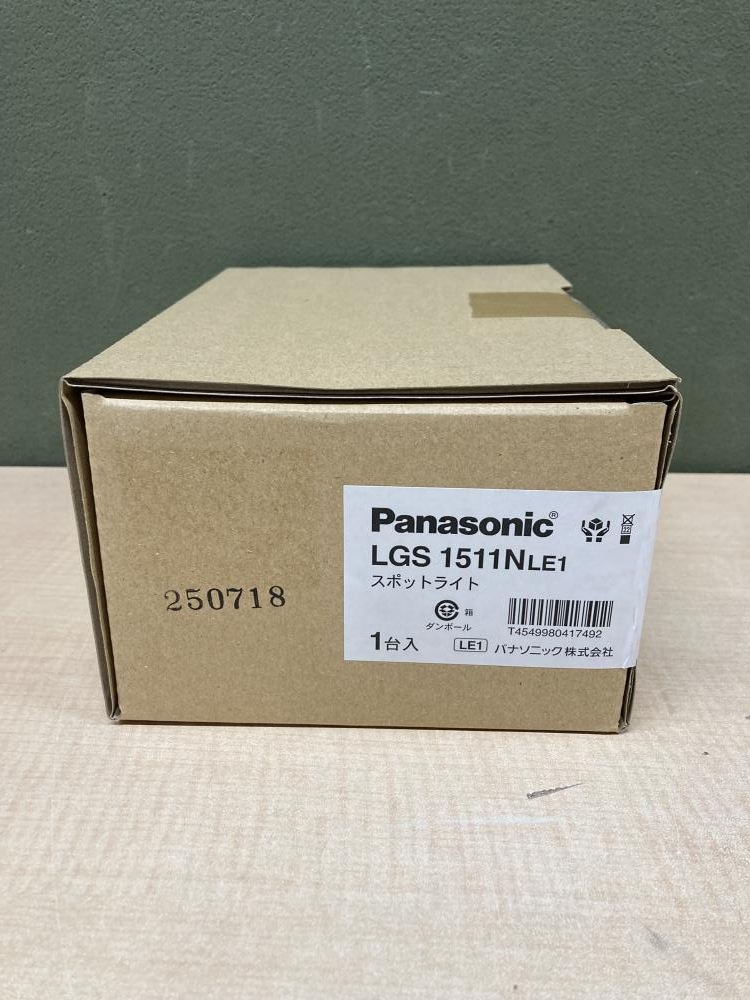 Panasonic®
LGS 1511NLE1
スポットライト
250718
箱
ダンボール
T4549980417492
1台入
LE1
パナソニック株式会社